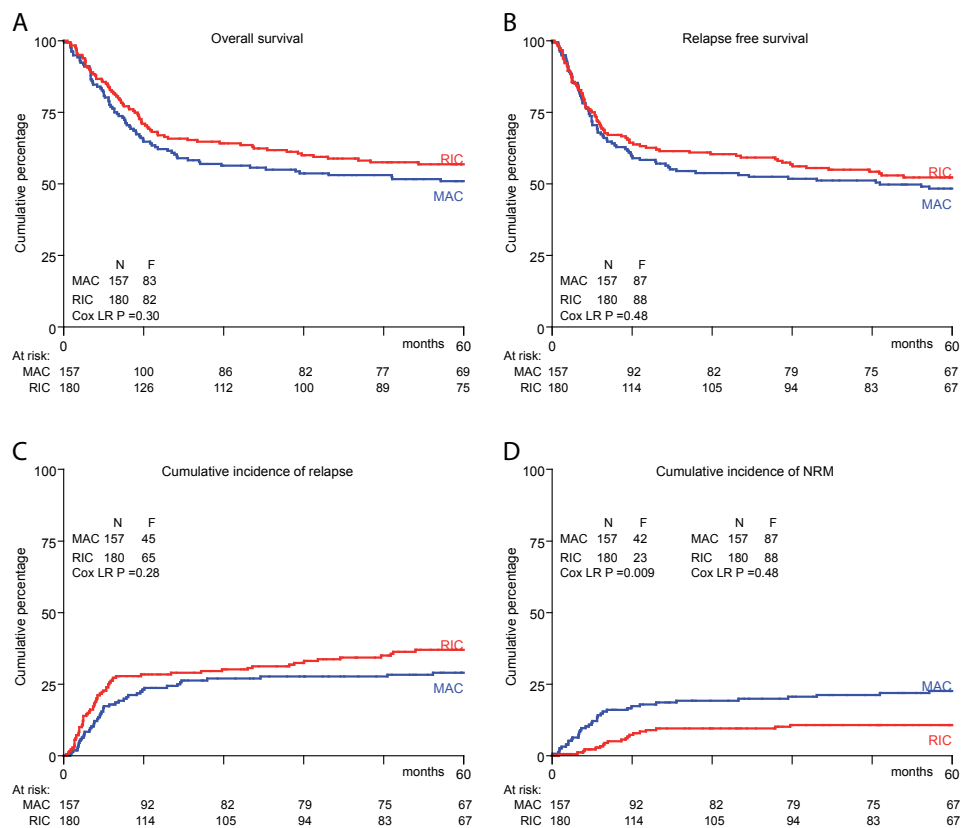 A
Overall survival
100
75
50
25
0
Cumulative percentage
RIC
MAC
N F
MAC 157 83
RIC 180 82
Cox LR P =0.30
0 months 60
At risk:
MAC 157 100 86 82 77 69
RIC 180 126 112 100 89 75
B
Relapse free survival
100
75
50
25
0
Cumulative percentage
RIC
MAC
N F
MAC 157 87
RIC 180 88
Cox LR P =0.48
0 months 60
At risk:
MAC 157 92 82 79 75 67
RIC 180 114 105 94 83 67
C
Cumulative incidence of relapse
100
75
50
25
0
Cumulative percentage
N F
MAC 157 45
RIC 180 65
Cox LR P =0.28
RIC
MAC
0 months 60
At risk:
MAC 157 92 82 79 75 67
RIC 180 114 105 94 83 67
D
Cumulative incidence of NRM
100
75
50
25
0
Cumulative percentage
N F
MAC 157 42
RIC 180 23
Cox LR P =0.009
N F
MAC 157 87
RIC 180 88
Cox LR P =0.48
MAC
RIC
0 months 60
At risk:
MAC 157 92 82 79 75 67
RIC 180 114 105 94 83 67